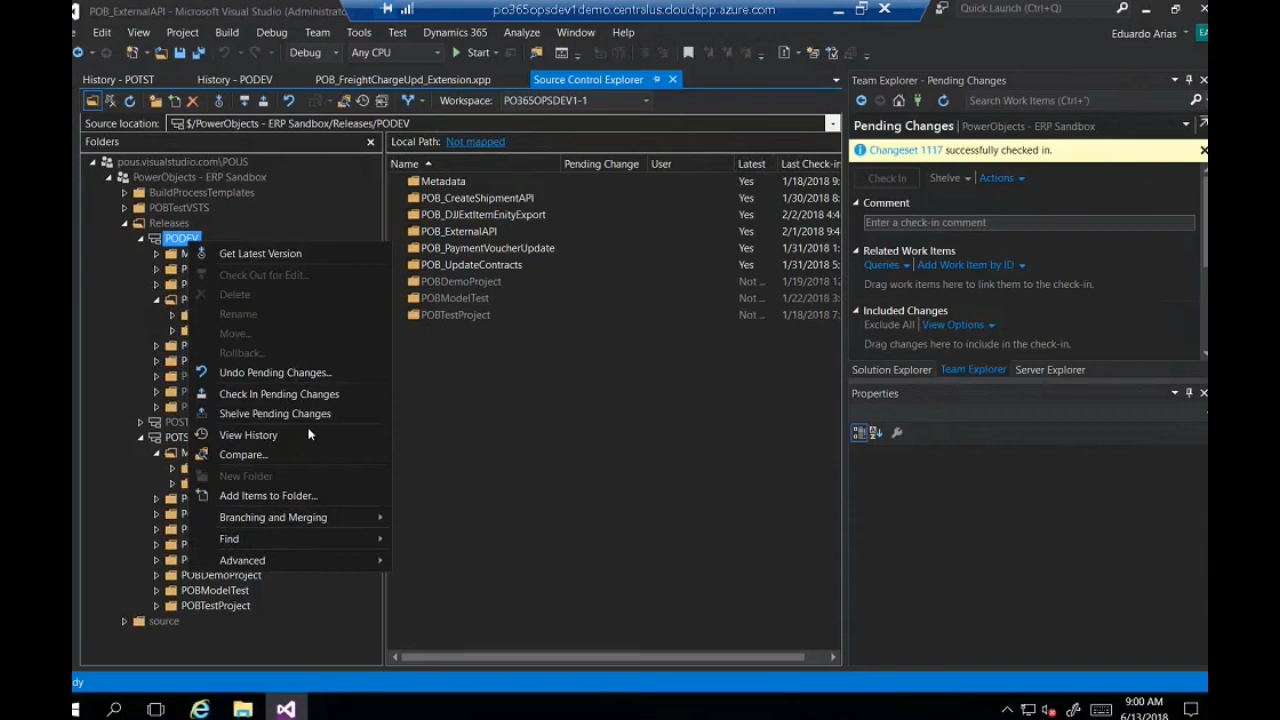 POB_ExternalAPI - Microsoft Visual Studio (Administrato
po365opsdev1demo.centralus.cloudapp.azure.com
Quick Launch (Ctrl+')
Edit View Project Build Debug Team Tools Test Dynamics 365 Analyze Window Help
Eduardo Arias
EA
Debug Any CPU Start
History - POTST History - PODEV POB_FreightChargeUpd_Extension.xpp Source Control Explorer
Workspace: PO365OPSDEV1-1
Source location: $/PowerObjects - ERP Sandbox/Releases/PODEV
Folders
Local Path: Not mapped
pous.visualstudio.com\POUS
PowerObjects - ERP Sandbox
BuildProcessTemplates
POBTestVSTS
Releases
PODEV
M
P
P
P
P
P
P
P
POST
POTS
M
P
P
P
P
P
POBDemoProject
POBModelTest
POBTestProject
source
Get Latest Version
Check Out for Edit...
Delete
Rename
Move...
Rollback...
Undo Pending Changes...
Check In Pending Changes
Shelve Pending Changes
View History
Compare...
New Folder
Add Items to Folder...
Branching and Merging
Find
Advanced
Name Pending Change User Latest Last Check-in
Metadata Yes 1/18/2018 9:
POB_CreateShipmentAPI Yes 1/30/2018 8:
POB_DJJExtItemEnityExport Yes 2/2/2018 4:4
POB_ExternalAPI Yes 2/1/2018 9:4
POB_PaymentVoucherUpdate Yes 1/31/2018 1:
POB_UpdateContracts Yes 1/31/2018 5:
POBDemoProject Not ... 1/19/2018 12
POBModelTest Not ... 1/22/2018 3:
POBTestProject Not ... 1/18/2018 7:
Team Explorer - Pending Changes
Search Work Items (Ctrl+')
Pending Changes | PowerObjects - ERP Sandbox
Changeset 1117 successfully checked in.
Check In Shelve Actions
Comment
Enter a check-in comment
Related Work Items
Queries Add Work Item by ID
Drag work items here to link them to the check-in.
Included Changes
Exclude All View Options
Drag changes here to include in the check-in.
Solution Explorer Team Explorer Server Explorer
Properties
dy
9:00 AM
6/13/2018